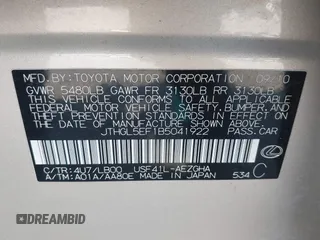 MFD. BY: TOYOTA MOTOR CORPORATION 09/10
GVWR 5480LB GAWR FR 3130LB RR 3130LB
THIS VEHICLE CONFORMS TO ALL APPLICABLE
FEDERAL MOTOR VEHICLE SAFETY, BUMPER, AND
THEFT PREVENTION STANDARDS IN EFFECT ON
THE DATE OF MANUFACTURE SHOWN ABOVE.
JTHGL5EF1B5041922 PASS. CAR
C/TR: 4U7/LB00 USF41L-AEZGHA
A/TM: A01A/AA80E MADE IN JAPAN 534 C
DREAMBID